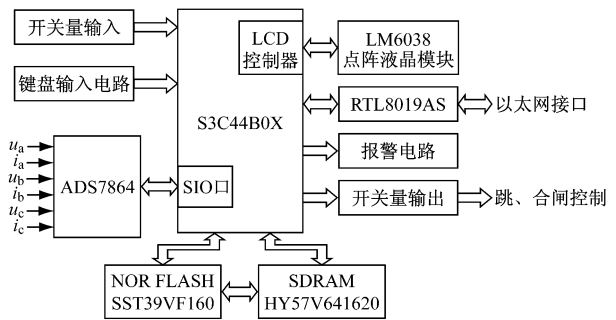 开关量输入
键盘输入电路
u_a
i_a
u_b
i_b
u_c
i_c
ADS7864
LCD
控制器
S3C44B0X
SIO口
LM6038
点阵液晶模块
RTL8019AS
以太网接口
报警电路
开关量输出
跳、合闸控制
NOR FLASH
SST39VF160
SDRAM
HY57V641620